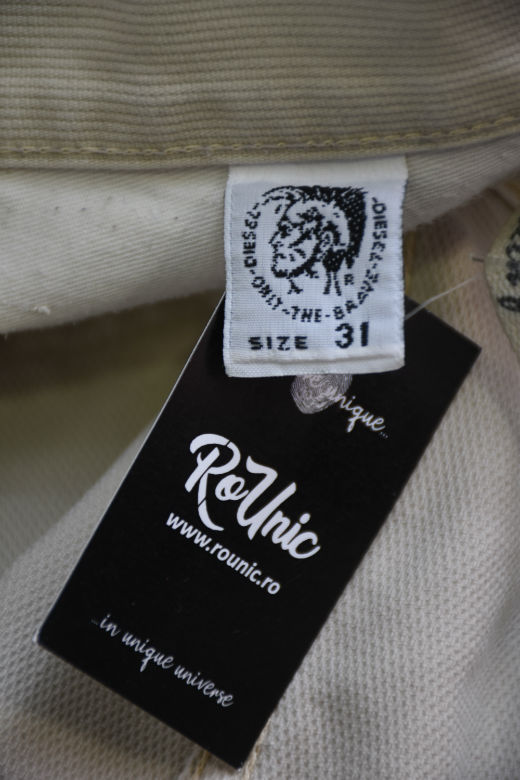 DIESEL
DIESEL
ONLY-THE-BRAVE
R
SIZE 31
unique...
RoUnic
www.rounic.ro
...in unique universe